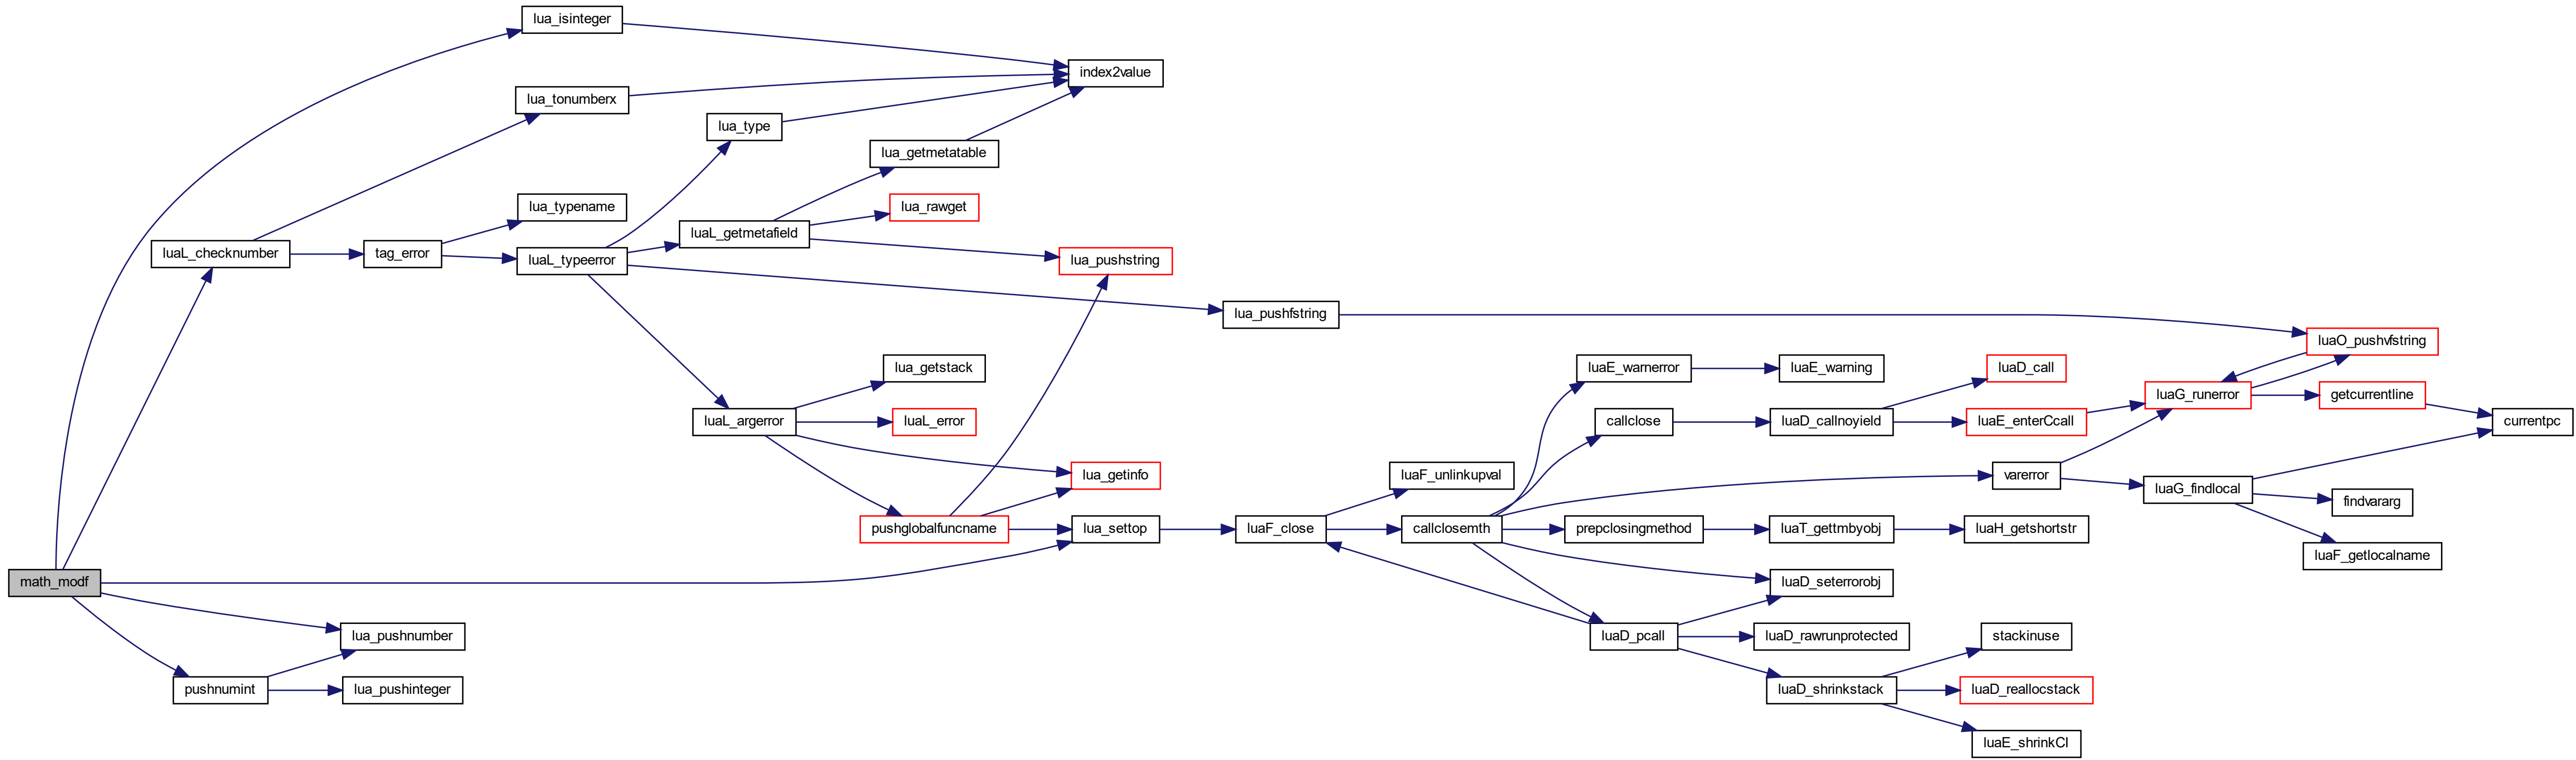 lua_isinteger
index2value
lua_tonumberx
lua_type
lua_getmetatable
lua_typename
lua_rawget
luaL_getmetafield
luaL_checknumber
tag_error
luaL_typeerror
lua_pushstring
lua_pushfstring
luaO_pushvfstring
lua_getstack
luaE_warnerror
luaE_warning
luaD_call
luaG_runerror
getcurrentline
luaL_argerror
luaL_error
callclose
luaD_callnoyield
luaE_enterCcall
currentpc
lua_getinfo
luaF_unlinkupval
varerror
luaG_findlocal
findvararg
pushglobalfuncname
lua_settop
luaF_close
callclosemth
prepclosingmethod
luaT_gettmbyobj
luaH_getshortstr
luaF_getlocalname
math_modf
luaD_seterrorobj
lua_pushnumber
luaD_pcall
luaD_rawrunprotected
stackinuse
pushnumint
lua_pushinteger
luaD_shrinkstack
luaD_reallocstack
luaE_shrinkCI